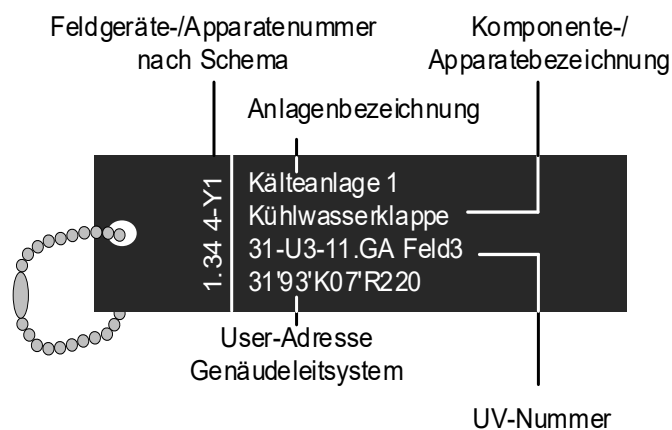 Feldgeräte-/Apparatenummer
nach Schema
Komponente-/
Apparatebezeichnung
Anlagenbezeichnung
1.34 4-Y1
Kälteanlage 1
Kühlwasserklappe
31-U3-11.GA Feld3
31'93'K07'R220
User-Adresse
Genäudeleitsystem
UV-Nummer